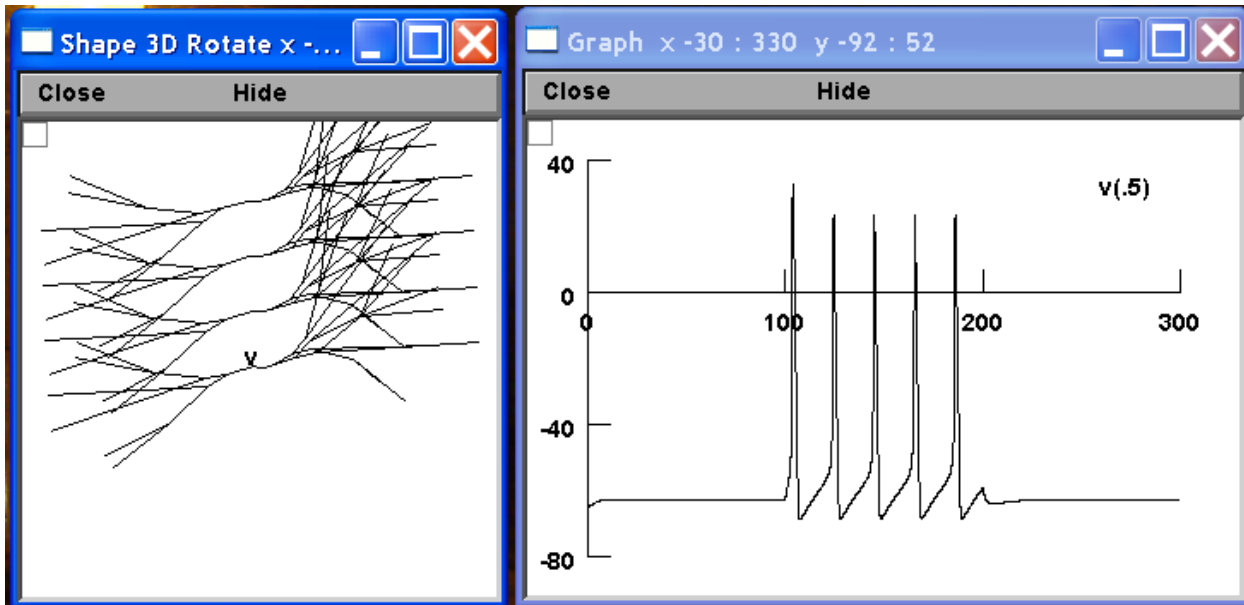 Shape 3D Rotate x -...
Close Hide
v
Graph x -30 : 330 y -92 : 52
Close Hide
40
v(.5)
0
0 100 200 300
-40
-80